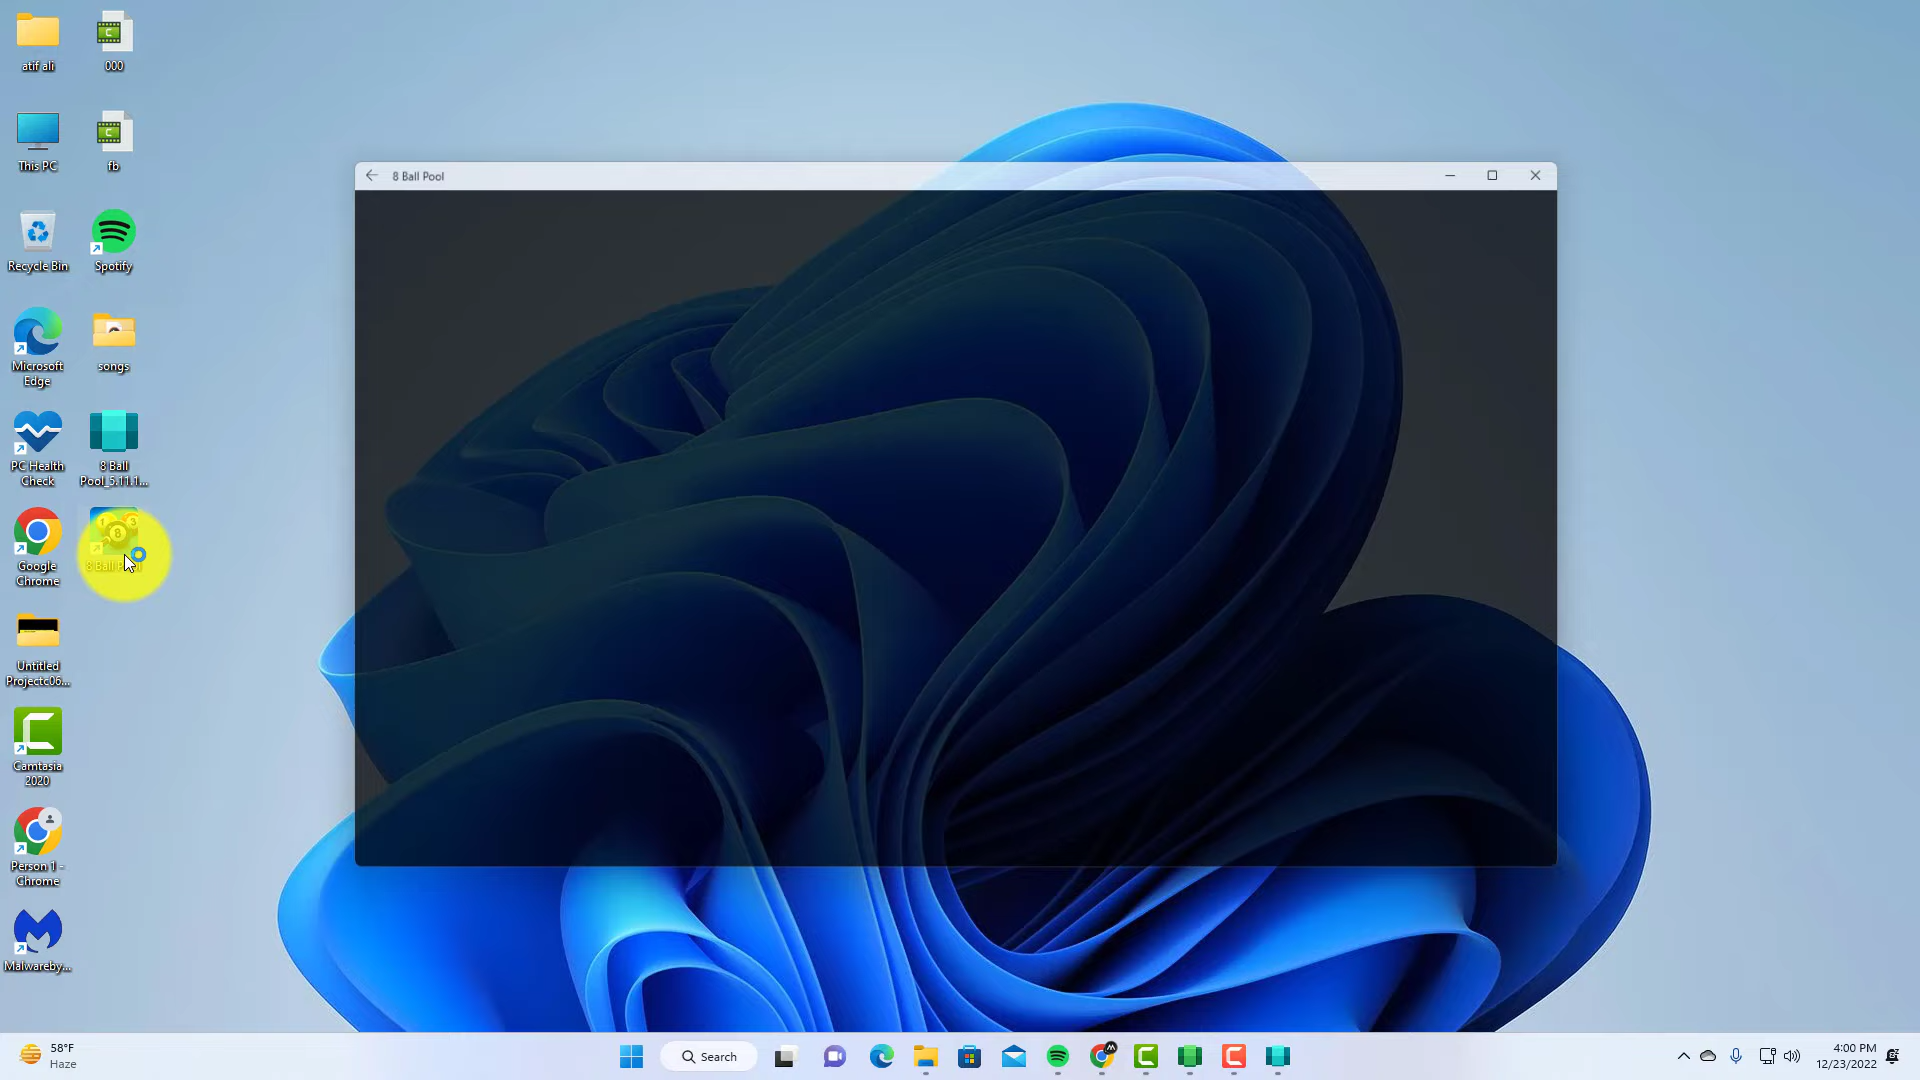 atif ali
000
This PC
fb
Recycle Bin
Spotify
Microsoft
Edge
songs
PC Health
Check
8 Ball
Pool_5.11.1...
Google
Chrome
8 Ball Pool
Untitled
Projectc06...
Camtasia
2020
Person 1 -
Chrome
Malwareby...
8 Ball Pool
58°F
Haze
Search
4:00 PM
12/23/2022